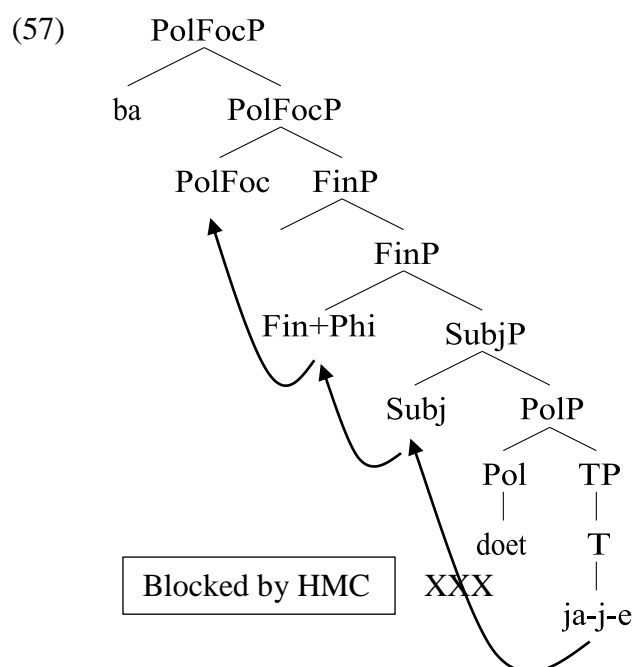 (57) PolFocP
ba PolFocP
PolFoc FinP
FinP
Fin+Phi SubjP
Subj PolP
Pol TP
doet T
Blocked by HMC XXX
ja-j-e